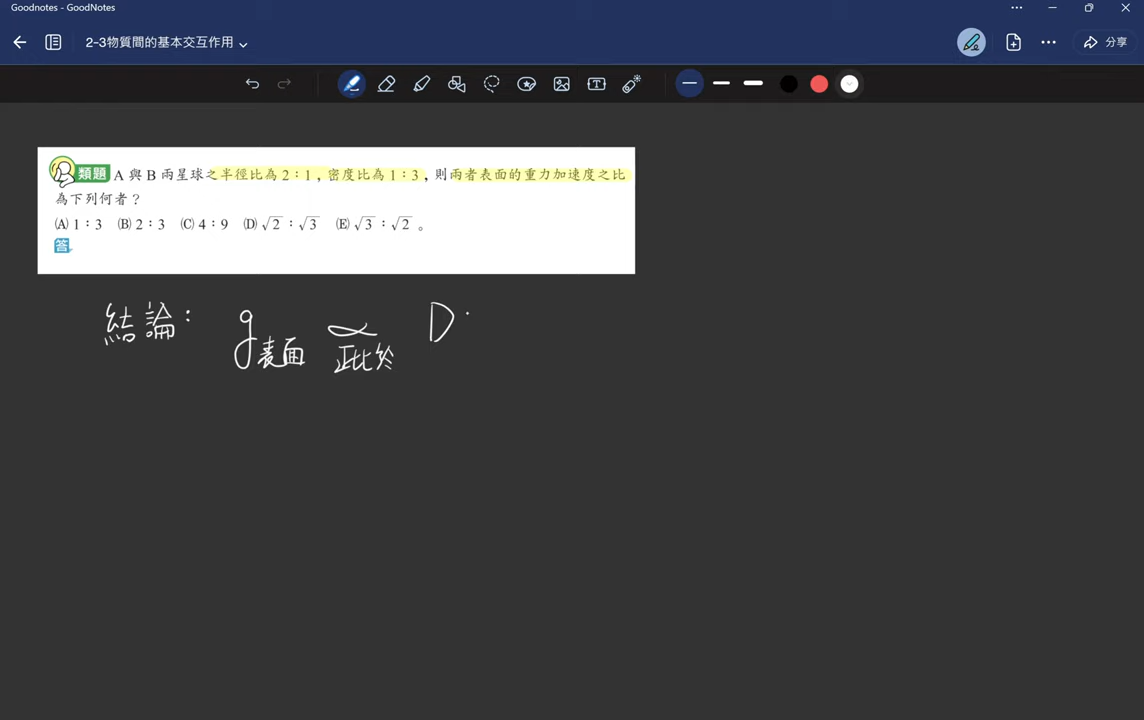 Goodnotes - GoodNotes
2-3物質間的基本交互作用
分享
類題 A 與 B 兩星球之半徑比為 2：1，密度比為 1：3，則兩者表面的重力加速度之比
為下列何者？
(A) 1：3 (B) 2：3 (C) 4：9 (D) √2：√3 (E) √3：√2。
答
結論： g表面 ∝ D·
正比於